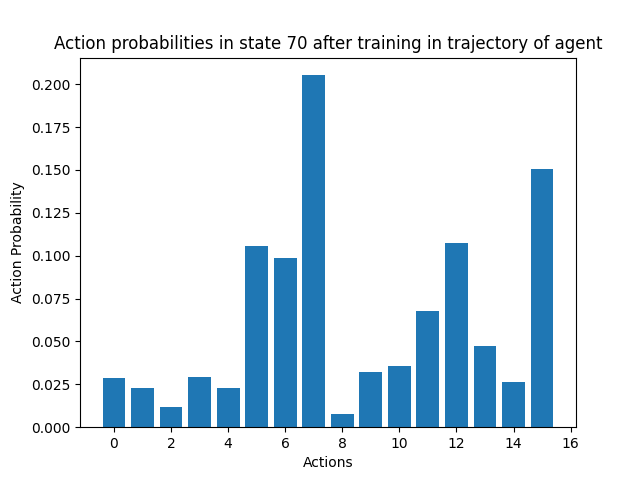 Action probabilities in state 70 after training in trajectory of agent
0.200
0.175
0.150
0.125
0.100
0.075
0.050
0.025
0.000
Action Probability
0 2 4 6 8 10 12 14 16
Actions